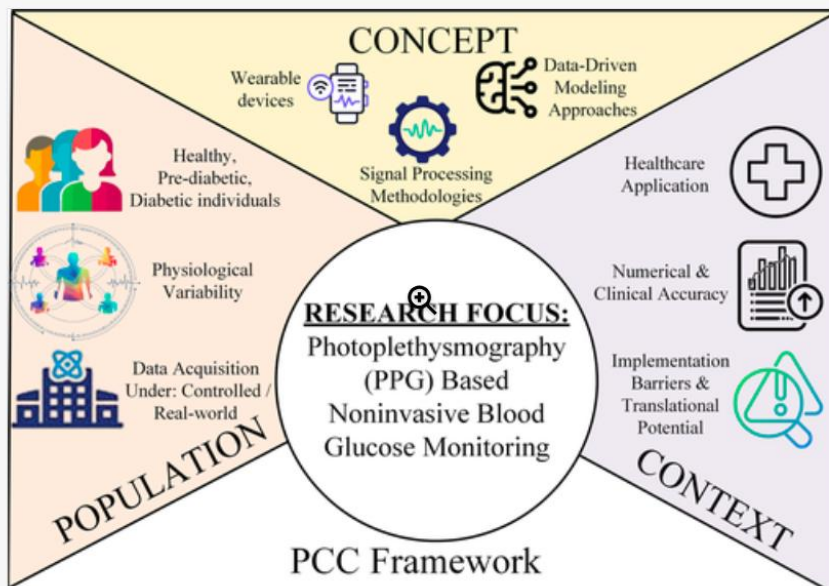 CONCEPT
Wearable
devices
Data-Driven
Modeling
Approaches
Signal Processing
Methodologies
Healthy,
Pre-diabetic,
Diabetic individuals
Physiological
Variability
Data Acquisition
Under: Controlled /
Real-world
POPULATION
RESEARCH FOCUS:
Photoplethysmography
(PPG) Based
Noninvasive Blood
Glucose Monitoring
Healthcare
Application
Numerical &
Clinical Accuracy
Implementation
Barriers &
Translational
Potential
CONTEXT
PCC Framework